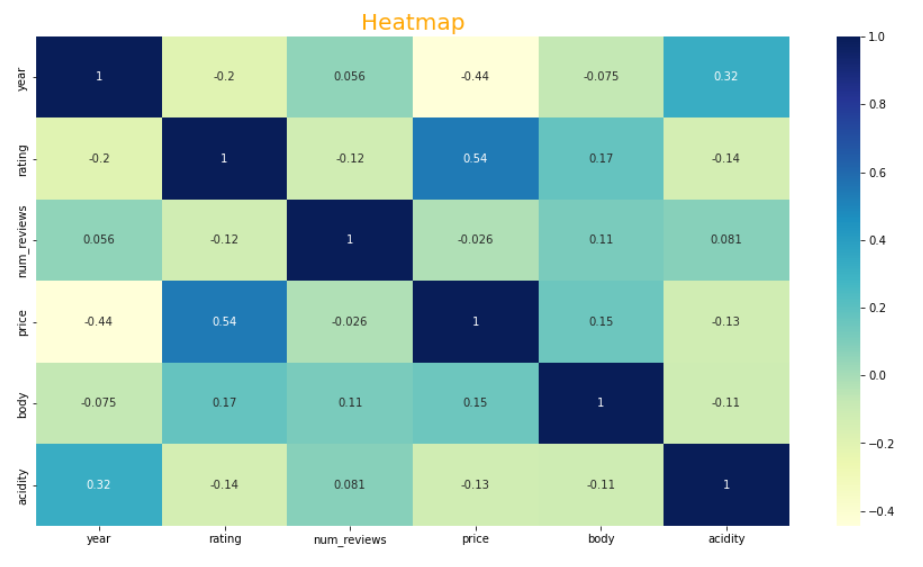 Heatmap
year 1 -0.2 0.056 -0.44 -0.075 0.32
rating -0.2 1 -0.12 0.54 0.17 -0.14
num_reviews 0.056 -0.12 1 -0.026 0.11 0.081
price -0.44 0.54 -0.026 1 0.15 -0.13
body -0.075 0.17 0.11 0.15 1 -0.11
acidity 0.32 -0.14 0.081 -0.13 -0.11 1
year rating num_reviews price body acidity
1.0
0.8
0.6
0.4
0.2
0.0
−0.2
−0.4